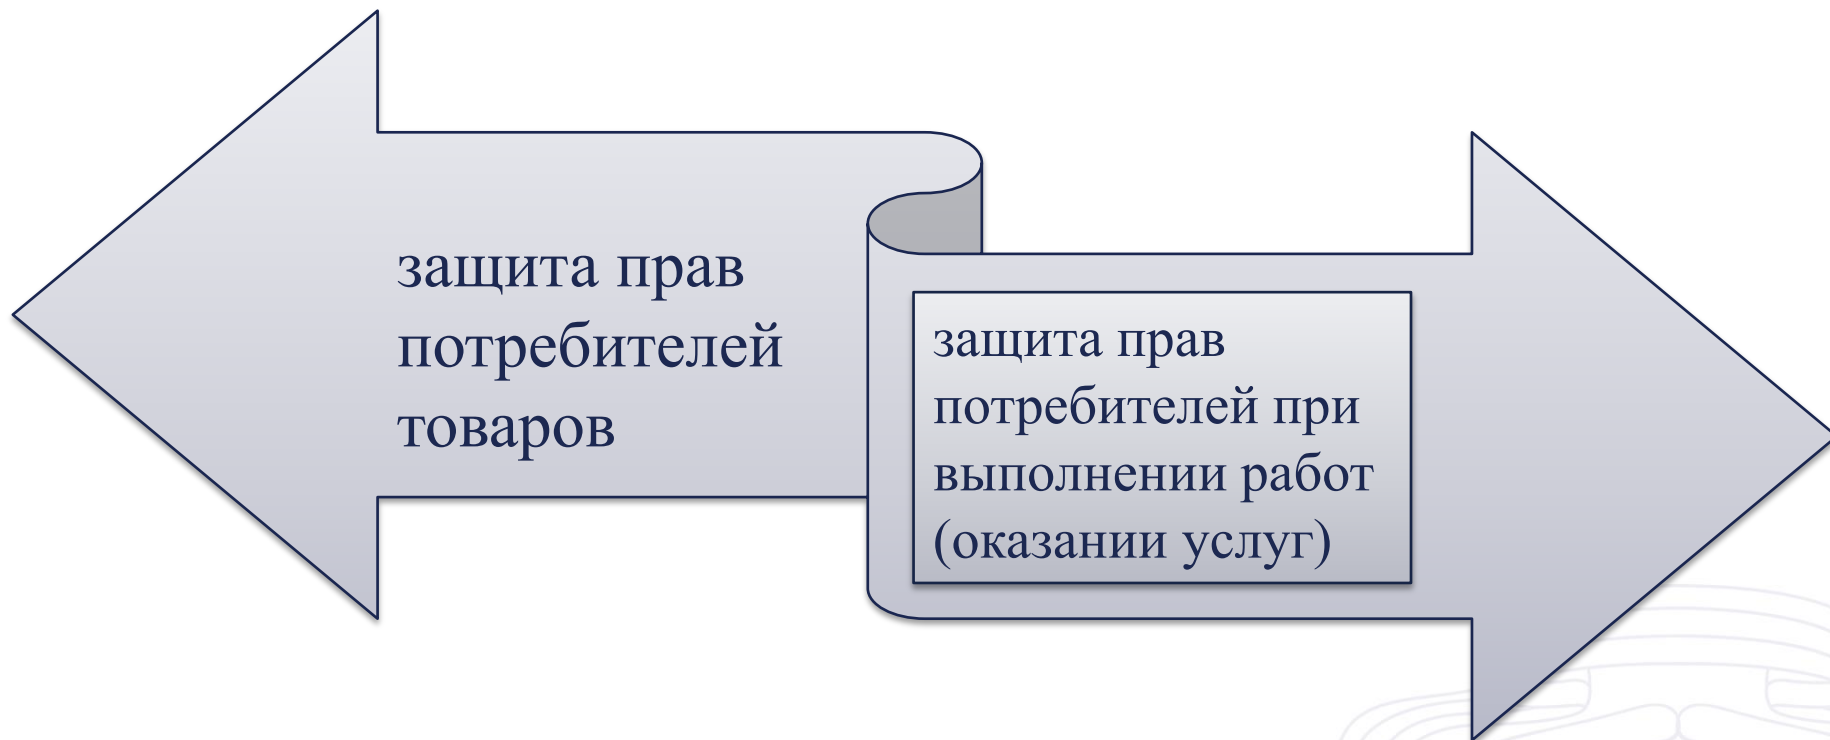 защита прав
потребителей
товаров
защита прав
потребителей при
выполнении работ
(оказании услуг)